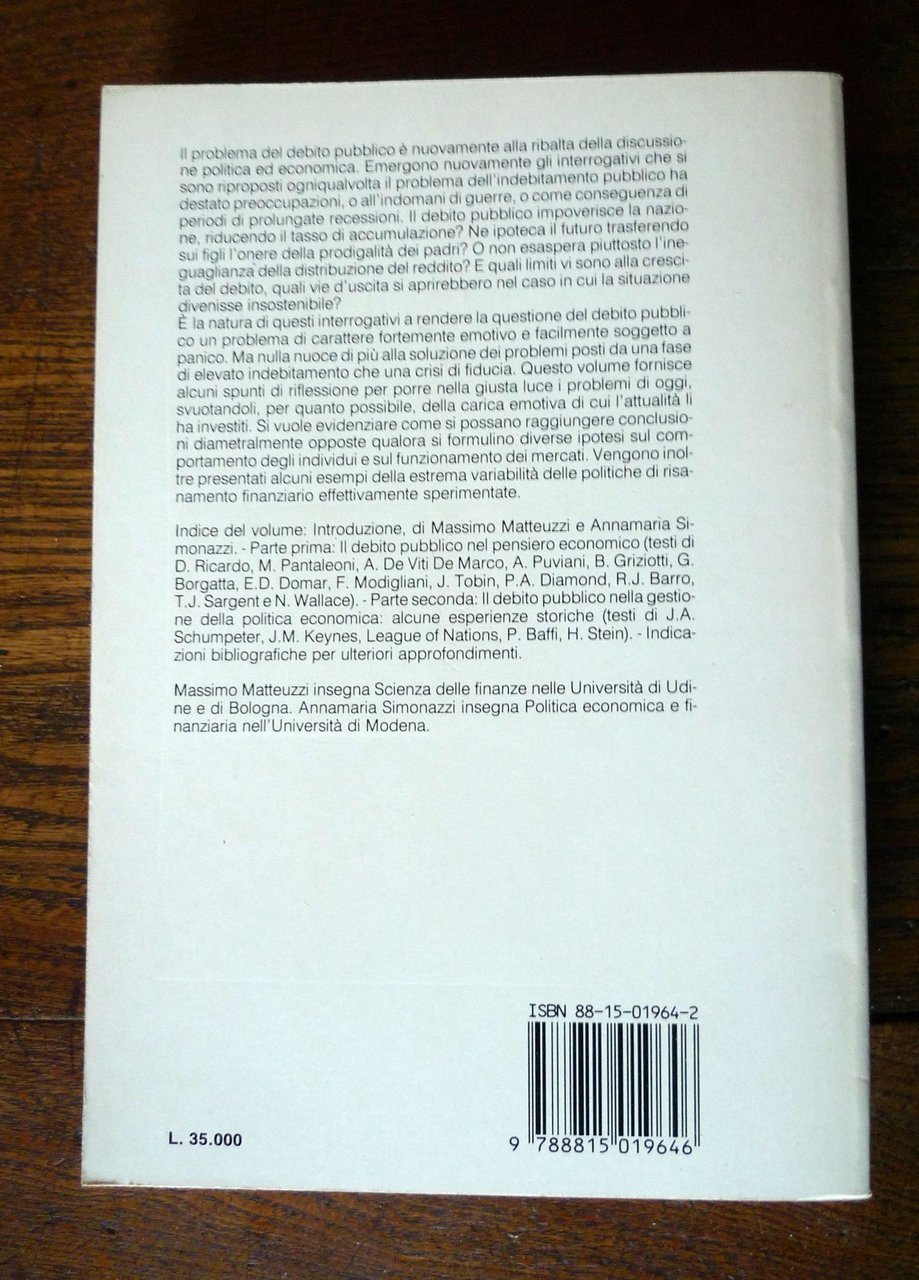 Il problema del debito pubblico è nuovamente alla ribalta della discussio-
ne politica ed economica. Emergono nuovamente gli interrogativi che si
sono riproposti ogniqualvolta il problema dell'indebitamento pubblico ha
destato preoccupazioni, o all'indomani di guerre, o come conseguenza di
periodi di prolungate recessioni. Il debito pubblico impoverisce la nazio-
ne, riducendo il tasso di accumulazione? Ne ipoteca il futuro trasferendo
sui figli l'onere della prodigalità dei padri? O non esaspera piuttosto l'ine-
guaglianza della distribuzione del reddito? E quali limiti vi sono alla cresci-
ta del debito, quali vie d'uscita si aprirebbero nel caso in cui la situazione
divenisse insostenibile?
È la natura di questi interrogativi a rendere la questione del debito pubbli-
co un problema di carattere fortemente emotivo e facilmente soggetto a
panico. Ma nulla nuoce di più alla soluzione dei problemi posti da una fase
di elevato indebitamento che una crisi di fiducia. Questo volume fornisce
alcuni spunti di riflessione per porre nella giusta luce i problemi di oggi,
svuotandoli, per quanto possibile, della carica emotiva di cui l'attualità li
ha investiti. Si vuole evidenziare come si possano raggiungere conclusio-
ni diametralmente opposte qualora si formulino diverse ipotesi sul com-
portamento degli individui e sul funzionamento dei mercati. Vengono inol-
tre presentati alcuni esempi della estrema variabilità delle politiche di risa-
namento finanziario effettivamente sperimentate.
Indice del volume: Introduzione, di Massimo Matteuzzi e Annamaria Si-
monazzi. - Parte prima: Il debito pubblico nel pensiero economico (testi di
D. Ricardo, M. Pantaleoni, A. De Viti De Marco, A. Puviani, B. Griziotti, G.
Borgatta, E.D. Domar, F. Modigliani, J. Tobin, P.A. Diamond, R.J. Barro,
T.J. Sargent e N. Wallace). - Parte seconda: Il debito pubblico nella gestio-
ne della politica economica: alcune esperienze storiche (testi di J.A.
Schumpeter, J.M. Keynes, League of Nations, P. Baffi, H. Stein). - Indica-
zioni bibliografiche per ulteriori approfondimenti.
Massimo Matteuzzi insegna Scienza delle finanze nelle Università di Udi-
ne e di Bologna. Annamaria Simonazzi insegna Politica economica e fi-
nanziaria nell'Università di Modena.
ISBN 88-15-01964-2
L. 35.000
9 788815 019646